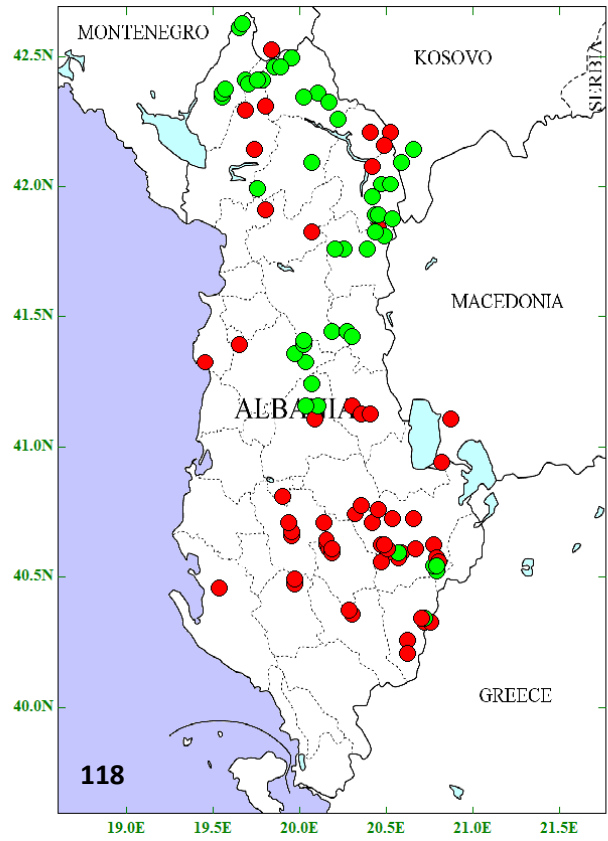 MONTENEGRO
KOSOVO
SERBIA
42.5N
42.0N
MACEDONIA
41.5N
ALBANIA
41.0N
40.5N
40.0N
GREECE
118
19.0E 19.5E 20.0E 20.5E 21.0E 21.5E